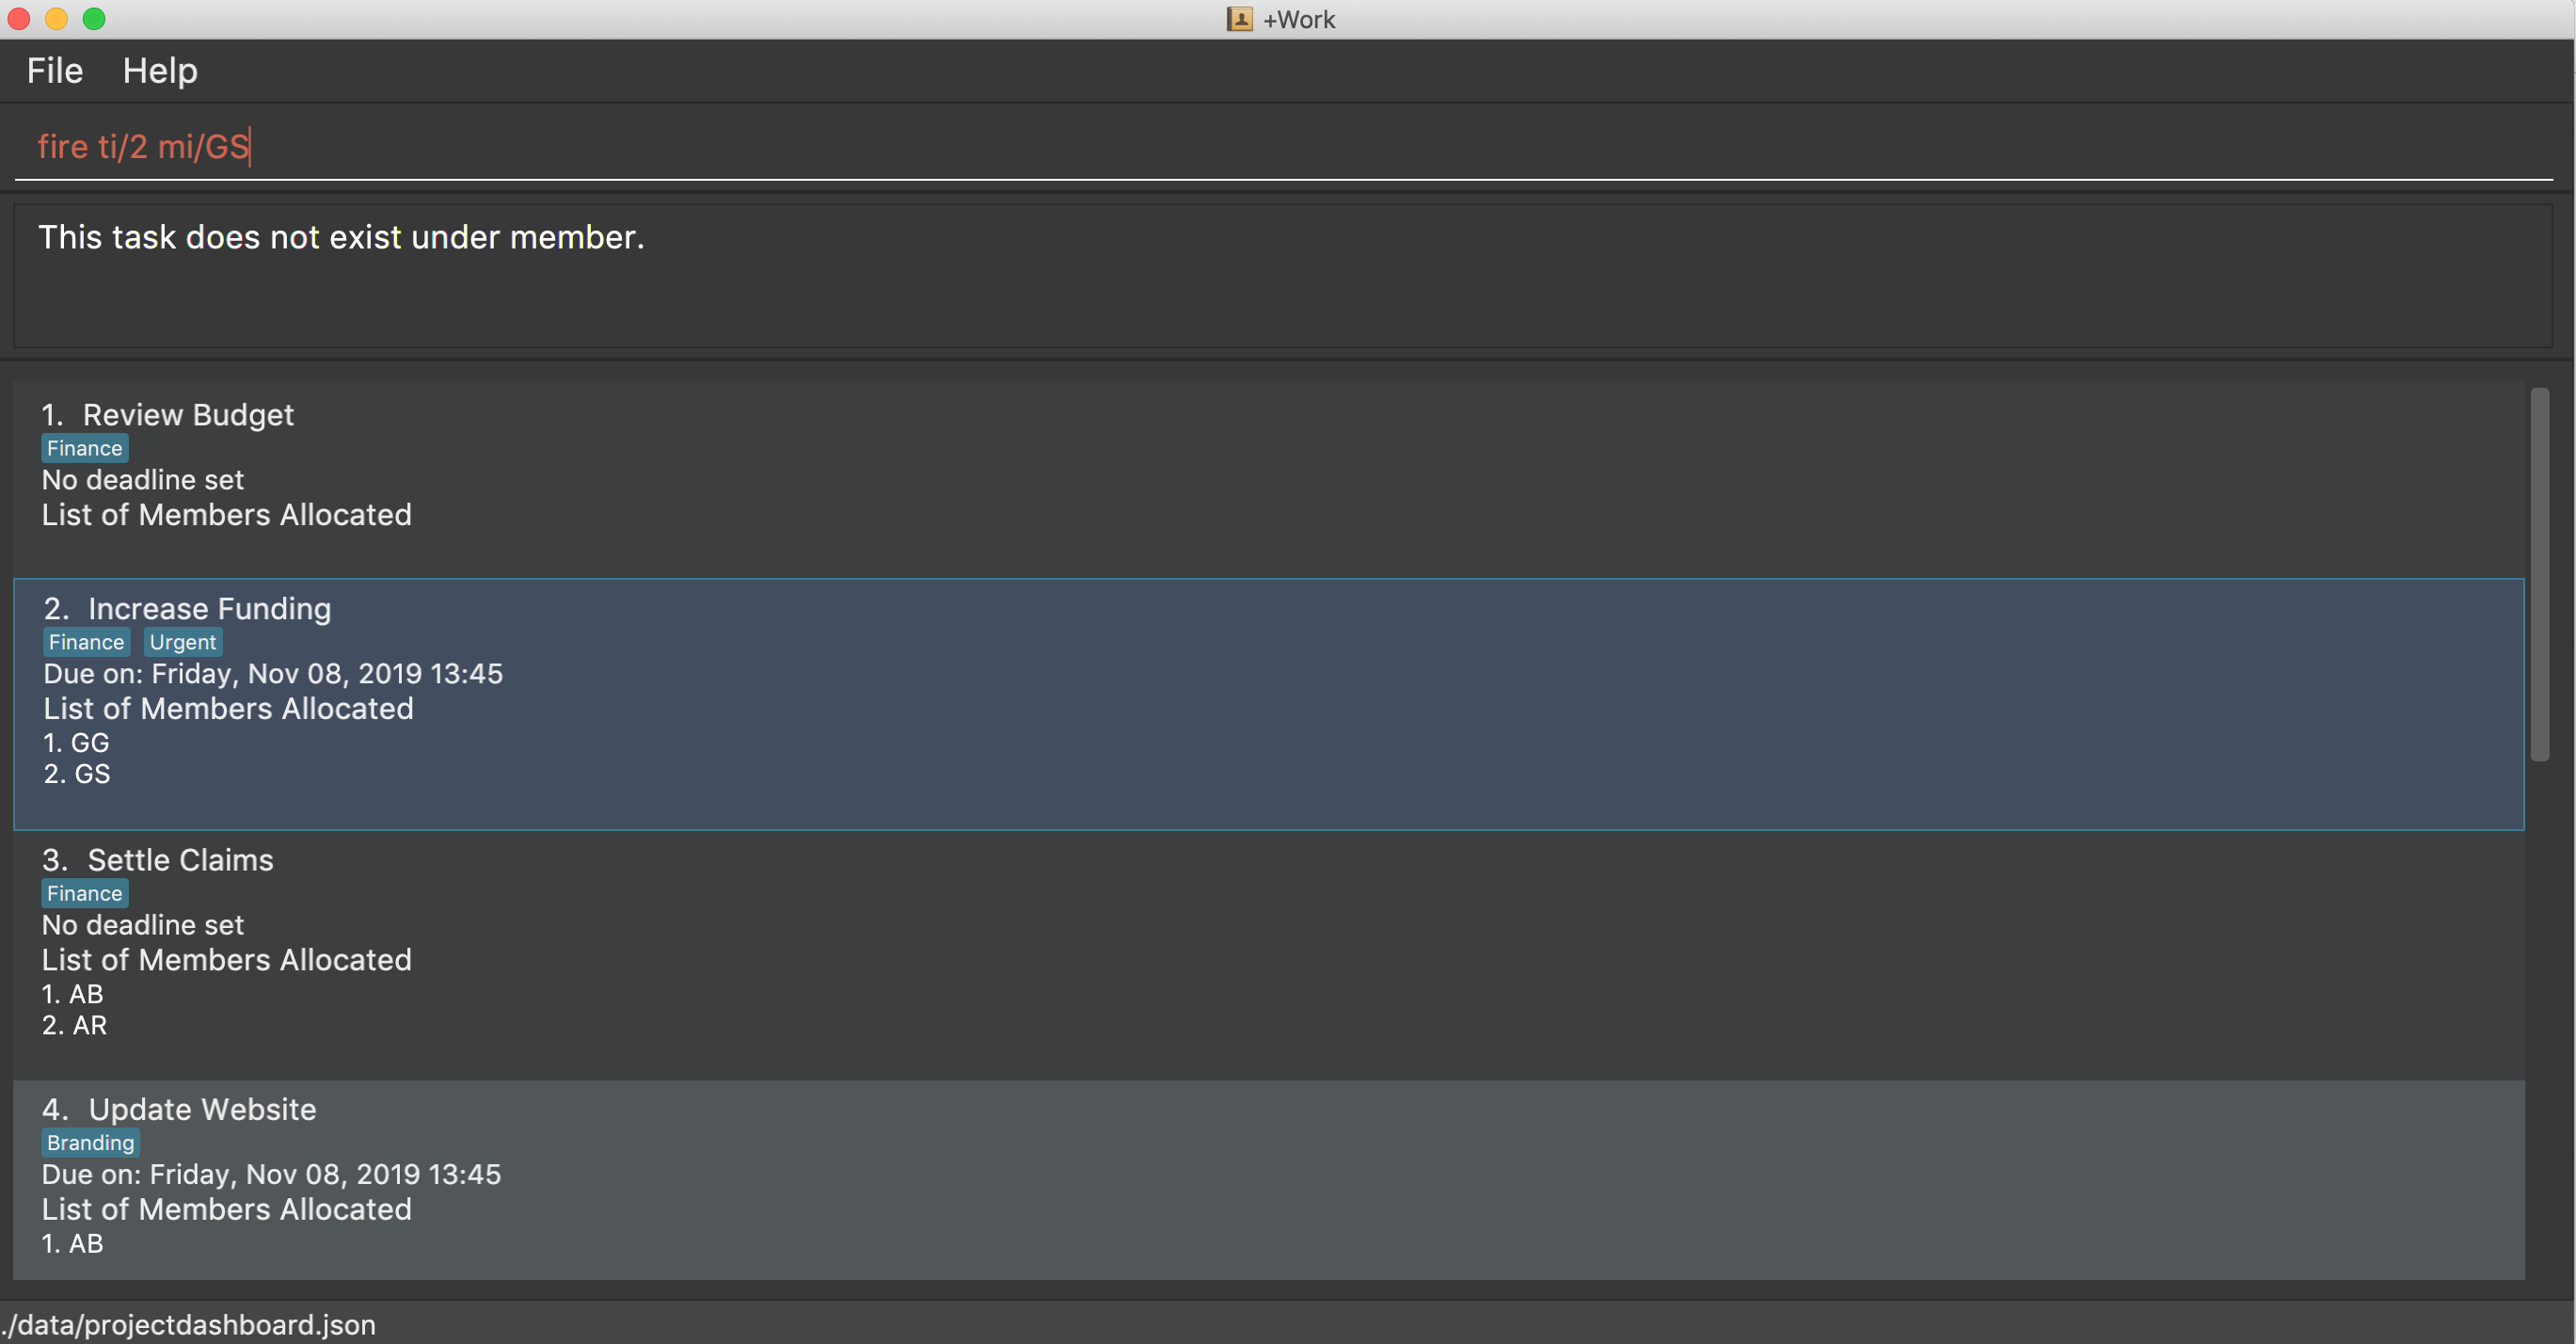 +Work
File Help
fire ti/2 mi/GS
This task does not exist under member.
1. Review Budget
Finance
No deadline set
List of Members Allocated
2. Increase Funding
Finance Urgent
Due on: Friday, Nov 08, 2019 13:45
List of Members Allocated
1. GG
2. GS
3. Settle Claims
Finance
No deadline set
List of Members Allocated
1. AB
2. AR
4. Update Website
Branding
Due on: Friday, Nov 08, 2019 13:45
List of Members Allocated
1. AB
./data/projectdashboard.json